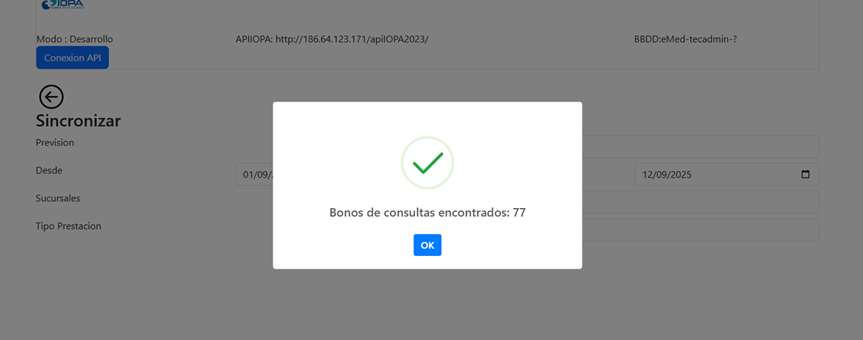 IOPA
Modo : Desarrollo
APIIOPA: http://186.64.123.171/apiIOPA2023/
BBDD:eMed-tecadmin-?
Conexion API
Sincronizar
Prevision
Desde
01/09/
12/09/2025
Sucursales
Tipo Prestacion
Bonos de consultas encontrados: 77
OK